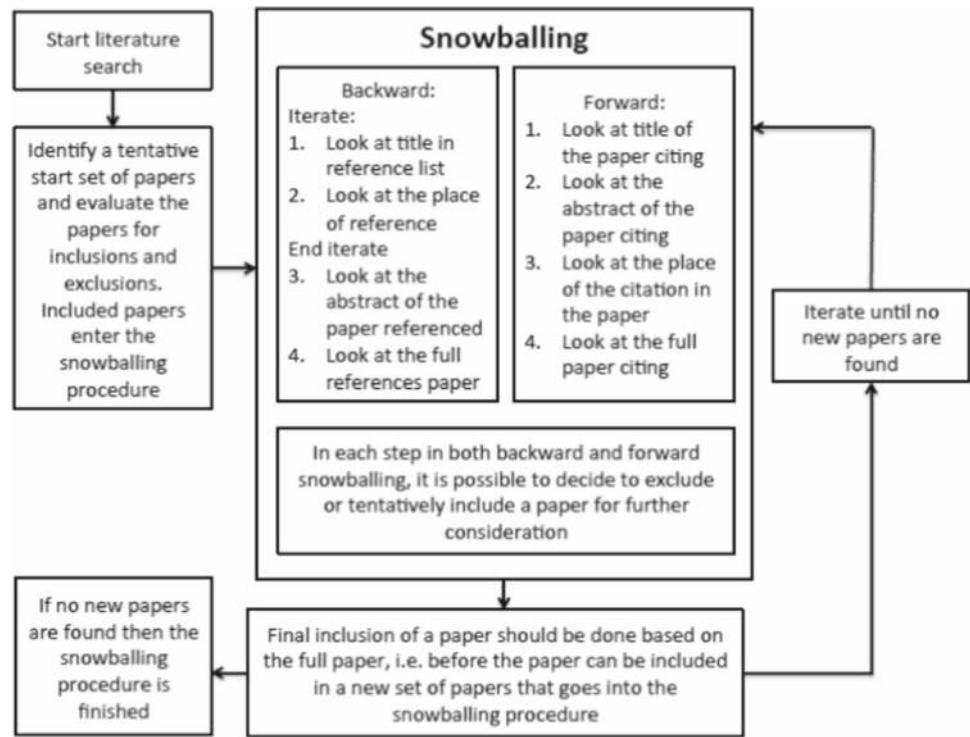 Start literature
search
Identify a tentative
start set of papers
and evaluate the
papers for
inclusions and
exclusions.
Included papers
enter the
snowballing
procedure
Snowballing
Backward:
Iterate:
1. Look at title in
reference list
2. Look at the place
of reference
End iterate
3. Look at the
abstract of the
paper referenced
4. Look at the full
references paper
Forward:
1. Look at title of
the paper citing
2. Look at the
abstract of the
paper citing
3. Look at the place
of the citation in
the paper
4. Look at the full
paper citing
In each step in both backward and forward
snowballing, it is possible to decide to exclude
or tentatively include a paper for further
consideration
Iterate until no
new papers are
found
Final inclusion of a paper should be done based on
the full paper, i.e. before the paper can be included
in a new set of papers that goes into the
snowballing procedure
If no new papers
are found then the
snowballing
procedure is
finished